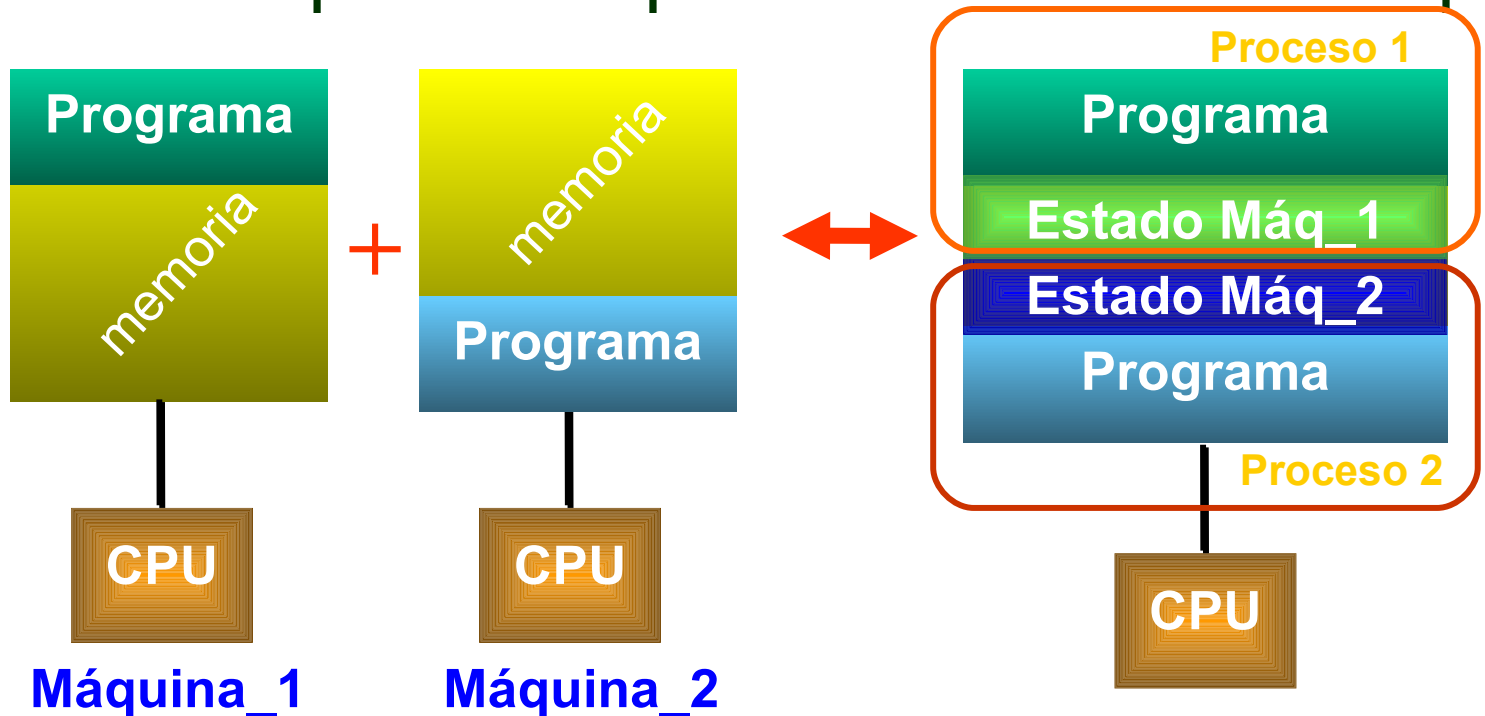 Proceso 1
Programa
memoria
+
memoria
Programa
Programa
Estado Máq_1
Estado Máq_2
Programa
Proceso 2
CPU
CPU
CPU
Máquina_1
Máquina_2